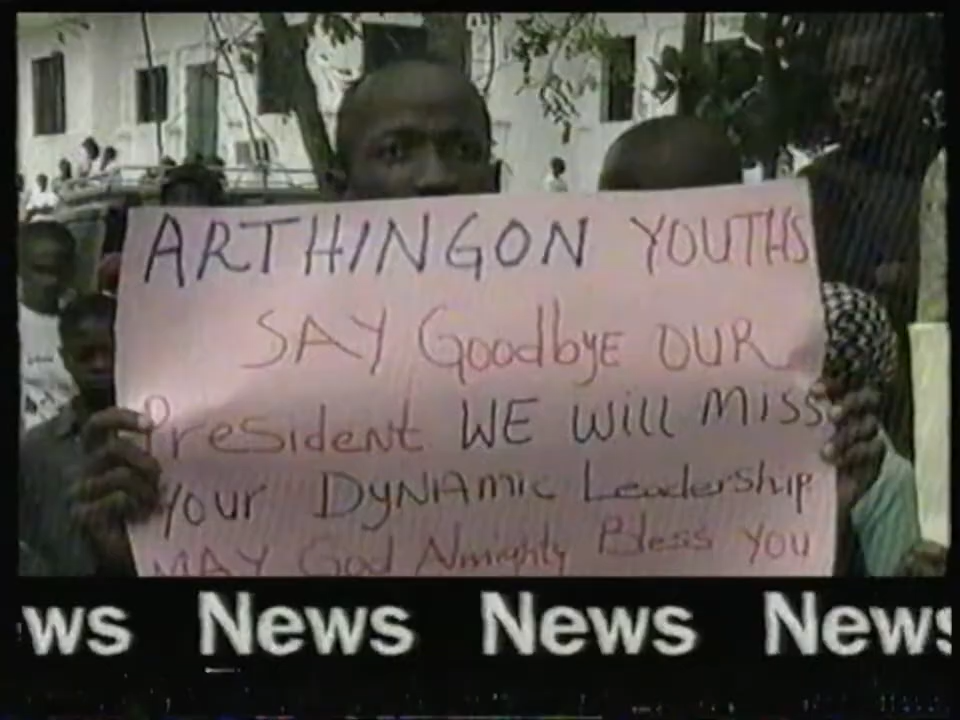 ARTHINGON YOUTHS
SAY Goodbye OUR
President WE Will MISS
your DyNAmic Leadership
MAY God Almighty Bless You
ws News News News